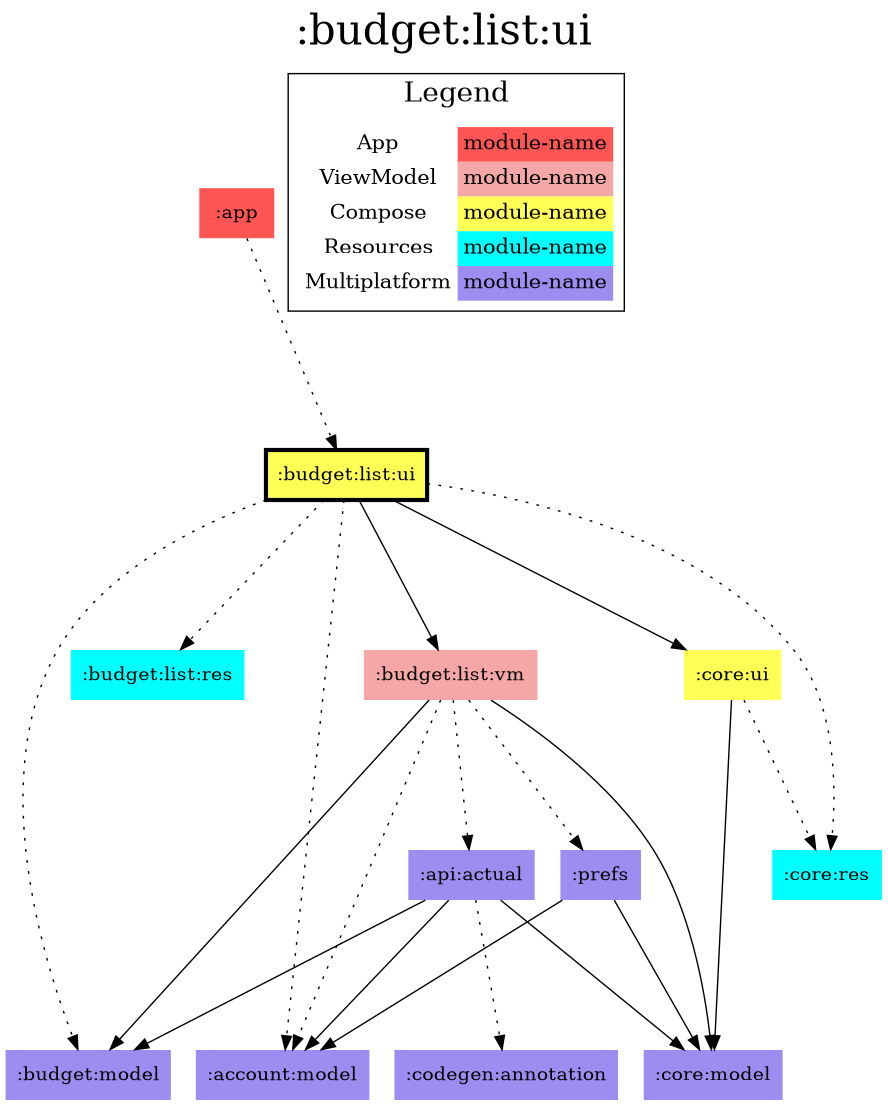 :budget:list:ui
Legend
App module-name
ViewModel module-name
Compose module-name
Resources module-name
Multiplatform module-name
:app
:budget:list:ui
:budget:list:res
:budget:list:vm
:core:ui
:api:actual
:prefs
:core:res
:budget:model
:account:model
:codegen:annotation
:core:model